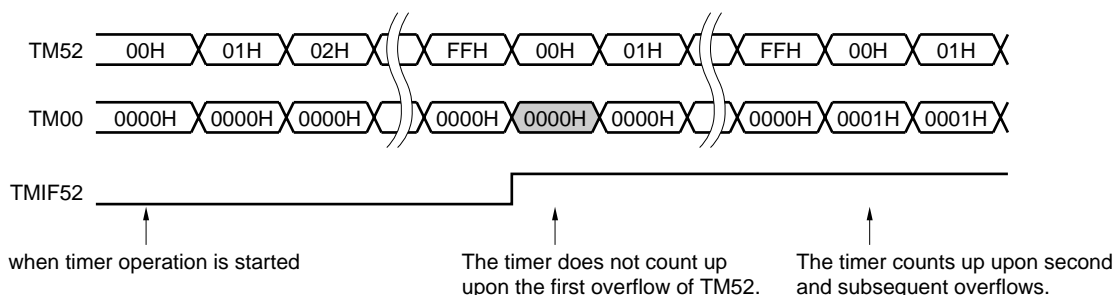 TM52 00H 01H 02H FFH 00H 01H FFH 00H 01H
TM00 0000H 0000H 0000H 0000H 0000H 0000H 0000H 0001H 0001H
TMIF52
when timer operation is started
The timer does not count up
upon the first overflow of TM52.
The timer counts up upon second
and subsequent overflows.